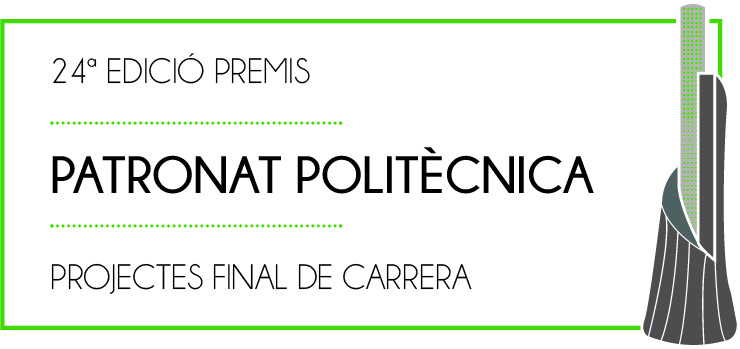 24ª EDICIÓ PREMIS
PATRONAT POLITÈCNICA
PROJECTES FINAL DE CARRERA